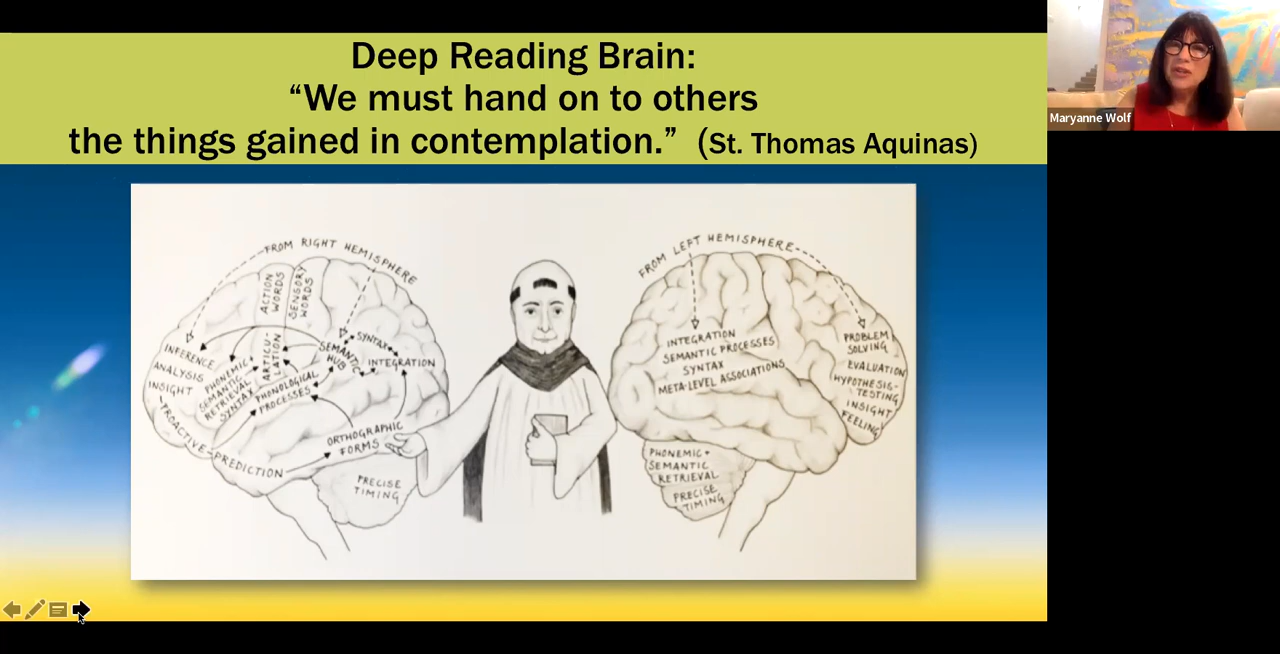 Deep Reading Brain:
“We must hand on to others
the things gained in contemplation.” (St. Thomas Aquinas)
Maryanne Wolf
FROM RIGHT HEMISPHERE
ACTION
WORDS
SENSORY
WORDS
INFERENCE
ANALYSIS
INSIGHT
PHONEMIC +
SEMANTIC
RETRIEVAL
SYNTAX
ARTICU-
LATION
SEMANTIC
HUB
SYNTAX
INTEGRATION
PHONOLOGICAL
PROCESSES
PROACTIVE PREDICTION
ORTHOGRAPHIC
FORMS
PRECISE
TIMING
FROM LEFT HEMISPHERE
INTEGRATION
SEMANTIC PROCESSES
SYNTAX
META-LEVEL ASSOCIATIONS
PROBLEM
SOLVING
EVALUATION
HYPOTHESIS-
TESTING
INSIGHT
FEELING
PHONEMIC +
SEMANTIC
RETRIEVAL
PRECISE
TIMING